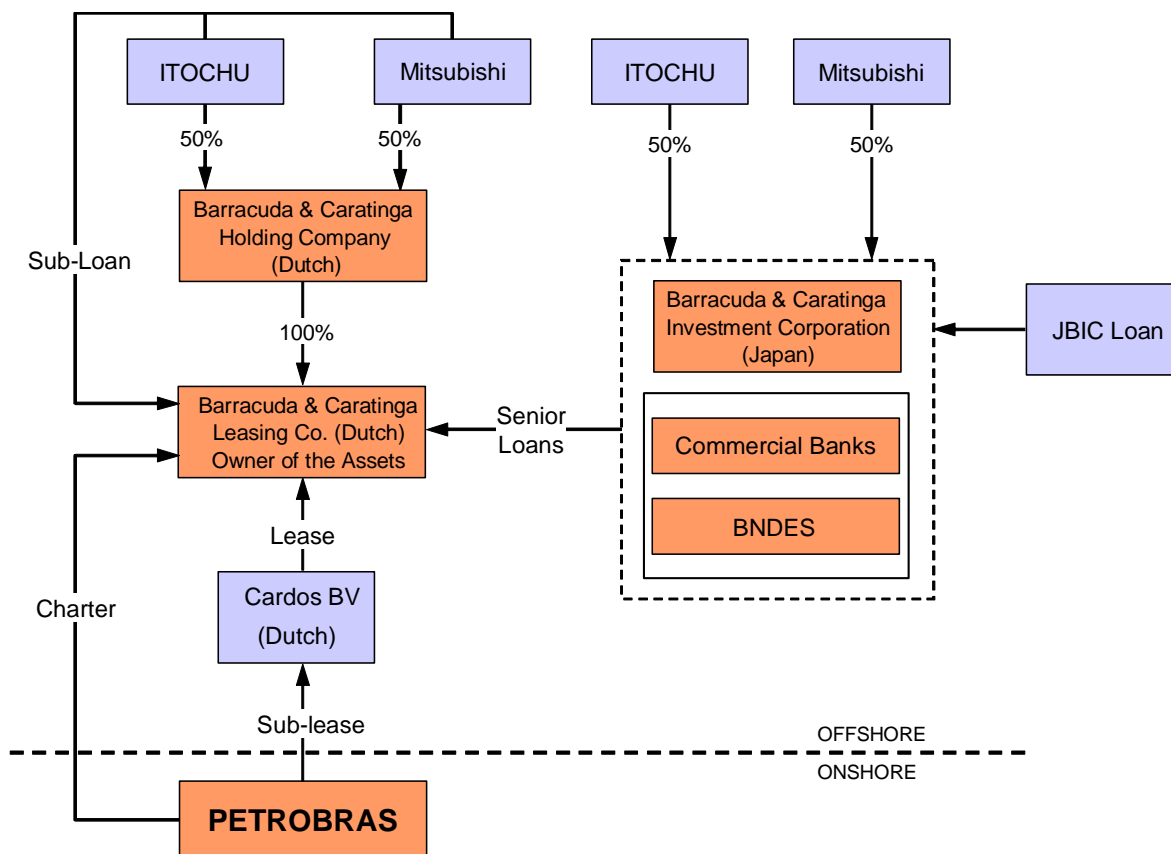 ITOCHU
Mitsubishi
ITOCHU
Mitsubishi
50%
50%
50%
50%
Barracuda & Caratinga
Holding Company
(Dutch)
Sub-Loan
Barracuda & Caratinga
Investment Corporation
(Japan)
JBIC Loan
100%
Barracuda & Caratinga
Leasing Co. (Dutch)
Owner of the Assets
Senior
Loans
Commercial Banks
BNDES
Lease
Charter
Cardos BV
(Dutch)
Sub-lease
OFFSHORE
ONSHORE
PETROBRAS